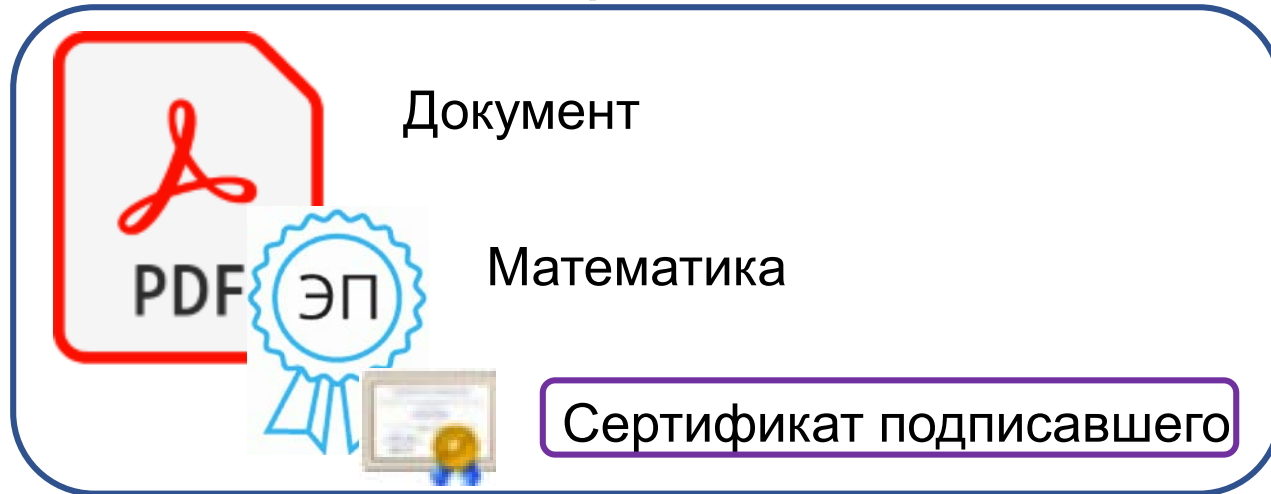 Документ
PDF
ЭП
Математика
Сертификат подписавшего